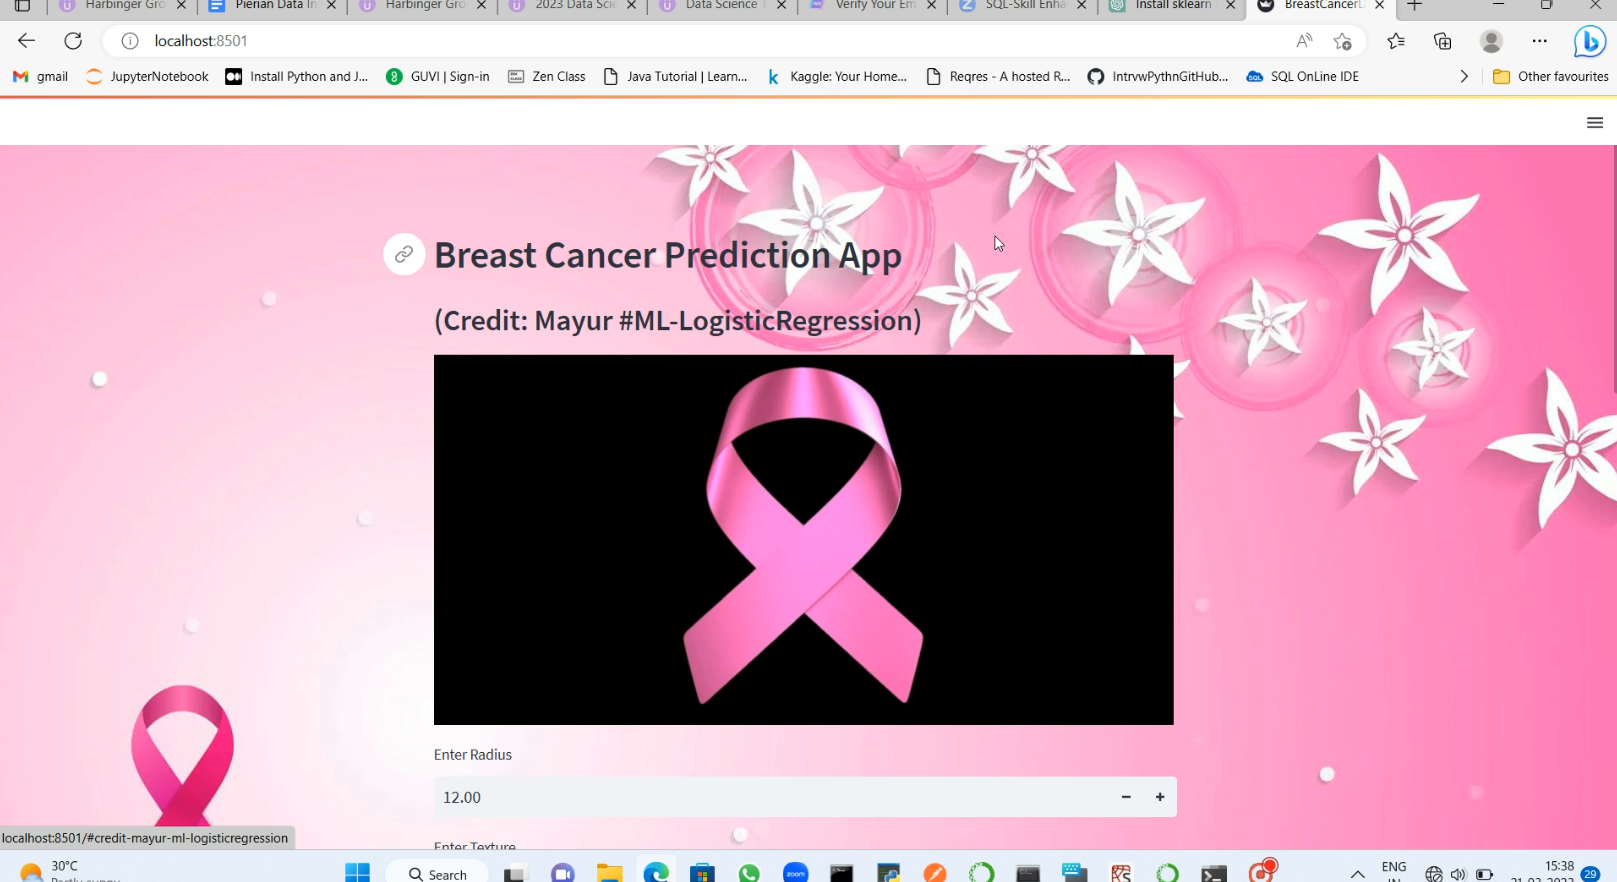 Harbinger Gro
Pierian Data In
Harbinger Gro
2023 Data Scie
Data Science T
Verify Your Em
SQL-Skill Enha
Install sklearn
BreastCancerD
localhost:8501
gmail
JupyterNotebook
Install Python and J...
GUVI | Sign-in
Zen Class
Java Tutorial | Learn...
Kaggle: Your Home...
Reqres - A hosted R...
IntrvwPythnGitHub...
SQL OnLine IDE
Other favourites
Breast Cancer Prediction App
(Credit: Mayur #ML-LogisticRegression)
Enter Radius
12.00
Enter Texture
localhost:8501/#credit-mayur-ml-logisticregression
30°C
Partly sunny
Search
zoom
ENG
IN
15:38
21-03-2023
29